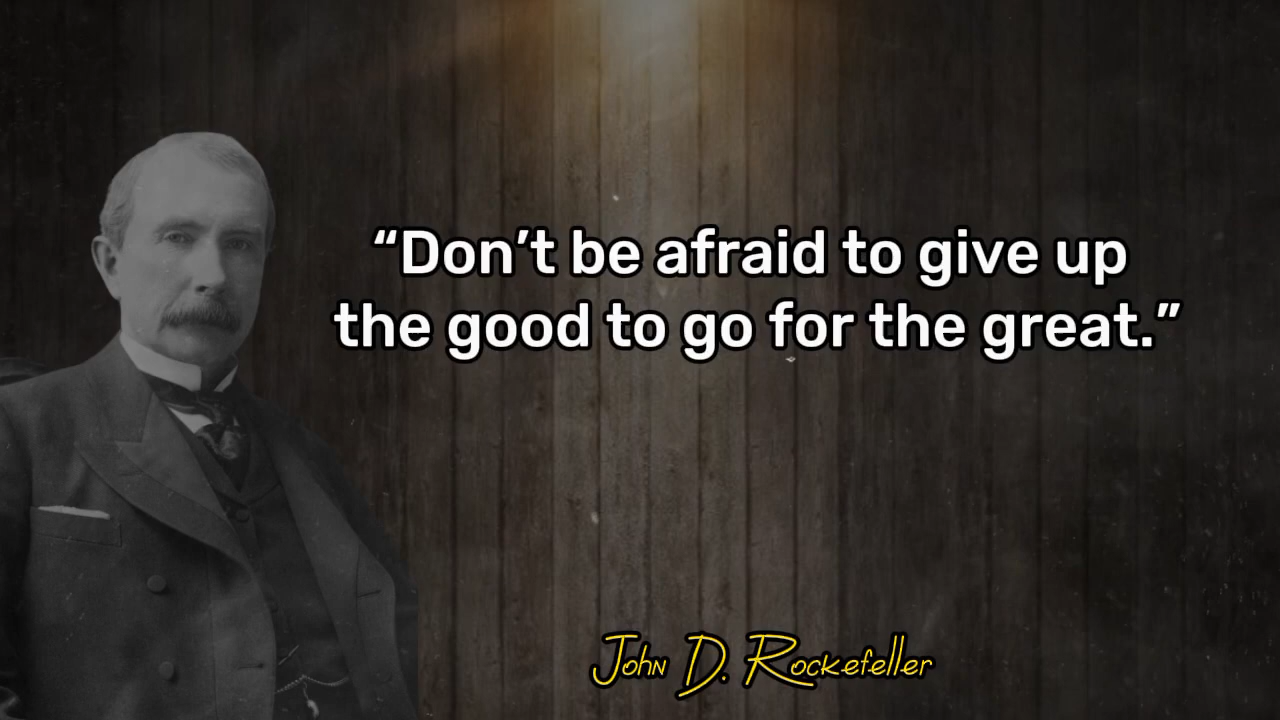 “Don’t be afraid to give up
the good to go for the great.”
John D. Rockefeller